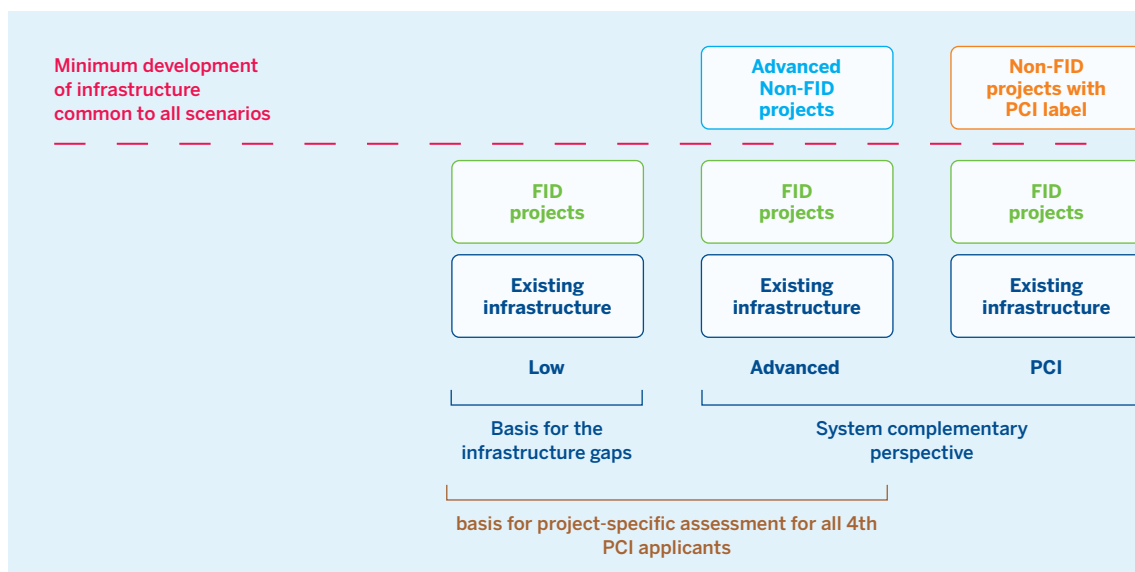 Minimum development
of infrastructure
common to all scenarios
Advanced
Non-FID
projects
Non-FID
projects with
PCI label
FID
projects
FID
projects
FID
projects
Existing
infrastructure
Existing
infrastructure
Existing
infrastructure
Low
Advanced
PCI
Basis for the
infrastructure gaps
System complementary
perspective
basis for project-specific assessment for all 4th
PCI applicants